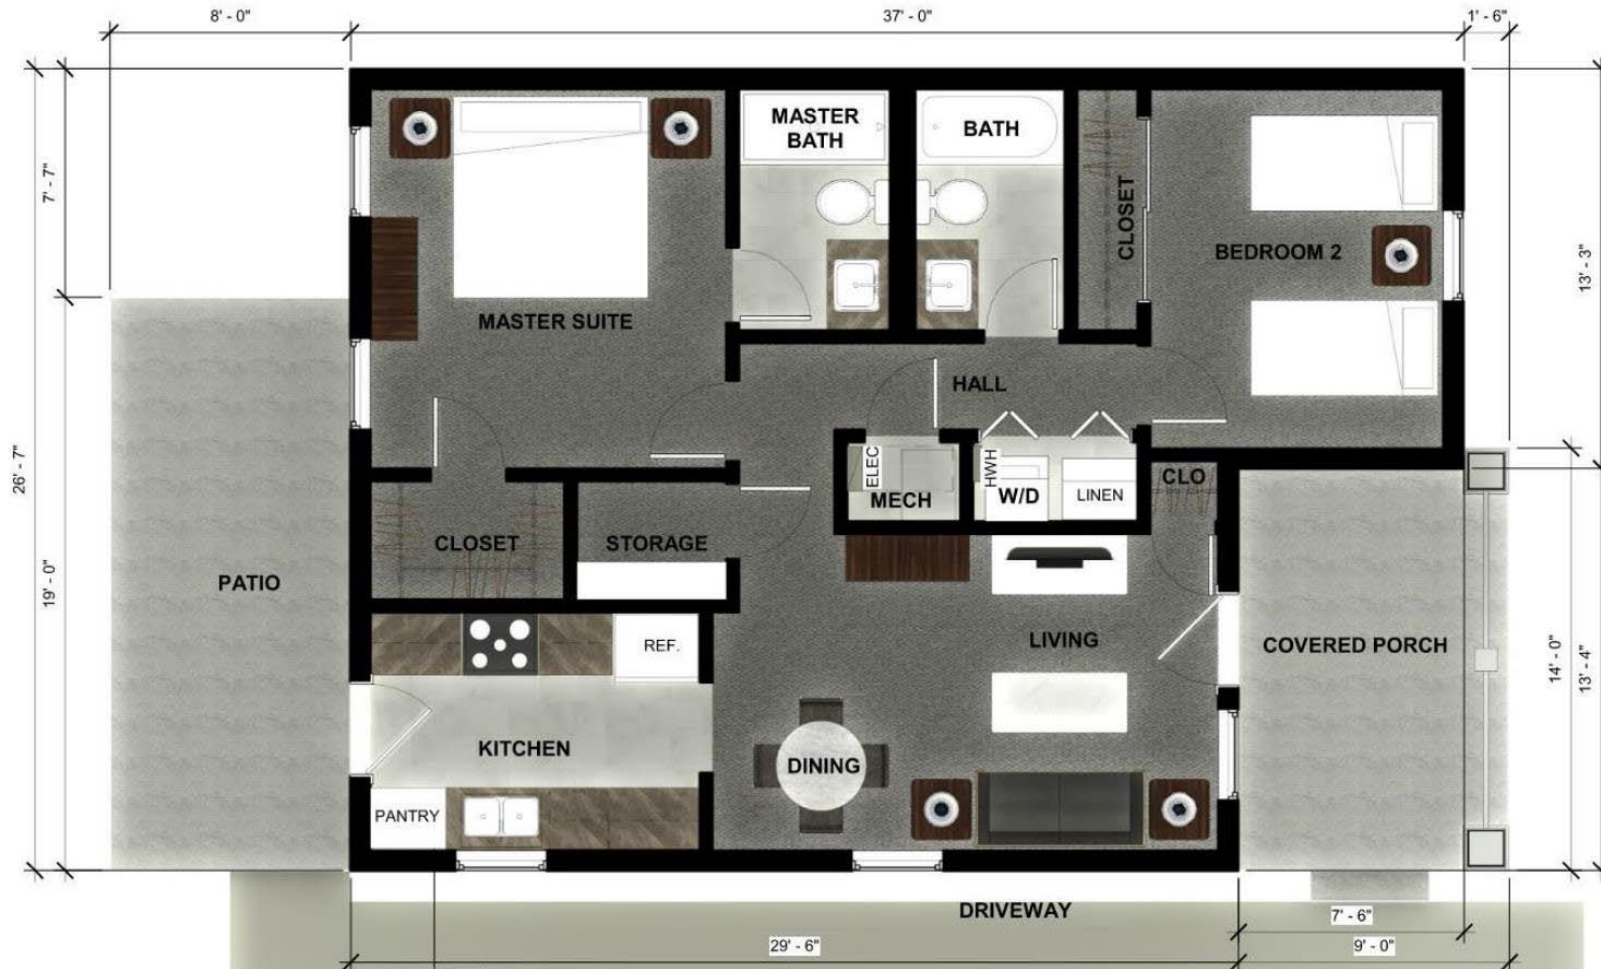 8' - 0"
37' - 0"
1' - 6"
MASTER
BATH
BATH
7' - 7"
CLOSET
BEDROOM 2
13' - 3"
MASTER SUITE
HALL
26' - 7"
ELEC
HWH
MECH
W/D
LINEN
CLO
CLOSET
STORAGE
PATIO
19' - 0"
REF.
LIVING
COVERED PORCH
14' - 0"
13' - 4"
KITCHEN
DINING
PANTRY
DRIVEWAY
7' - 6"
29' - 6"
9' - 0"